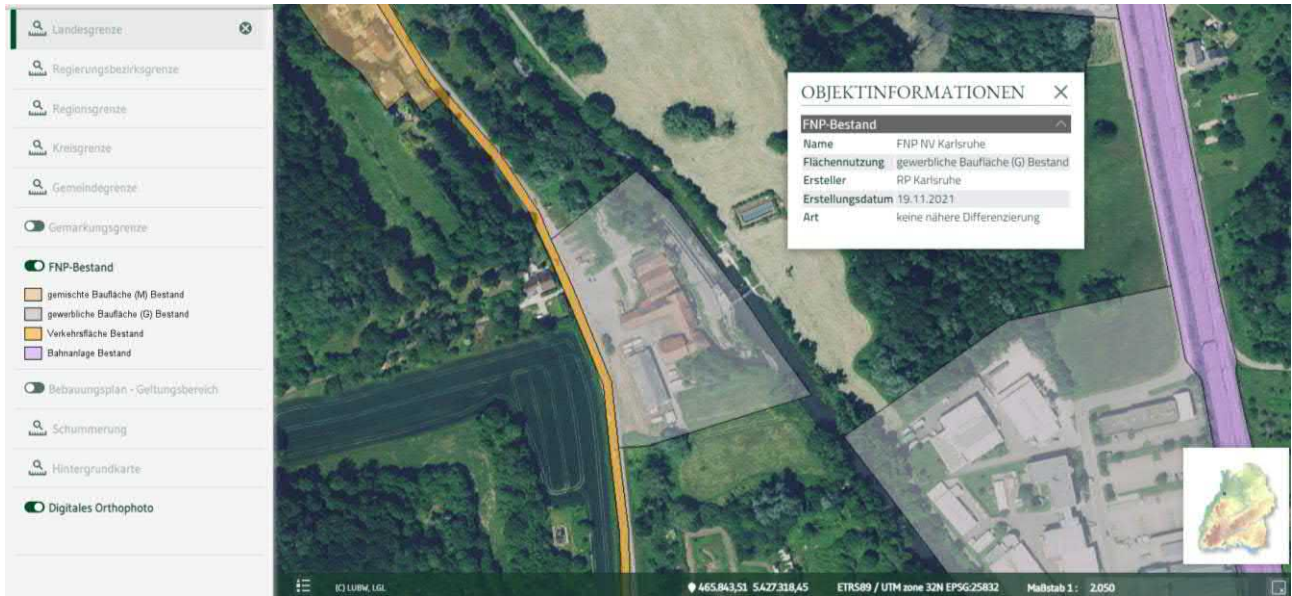 Landesgrenze
Regierungsbezirksgrenze
Regionsgrenze
Kreisgrenze
Gemeindegrenze
Gemarkungsgrenze
FNP-Bestand
gemischte Baufläche (M) Bestand
gewerbliche Baufläche (G) Bestand
Verkehrsfläche Bestand
Bahnanlage Bestand
Bebauungsplan - Geltungsbereich
Schummerung
Hintergrundkarte
Digitales Orthophoto
OBJEKTINFORMATIONEN
FNP-Bestand
Name FNP NV Karlsruhe
Flächennutzung gewerbliche Baufläche (G) Bestand
Ersteller RP Karlsruhe
Erstellungsdatum 19.11.2021
Art keine nähere Differenzierung
(C) LUBW, LGL
465.843,51 5.427.318,45 ETRS89 / UTM zone 32N EPSG:25832 Maßstab 1 : 2.050